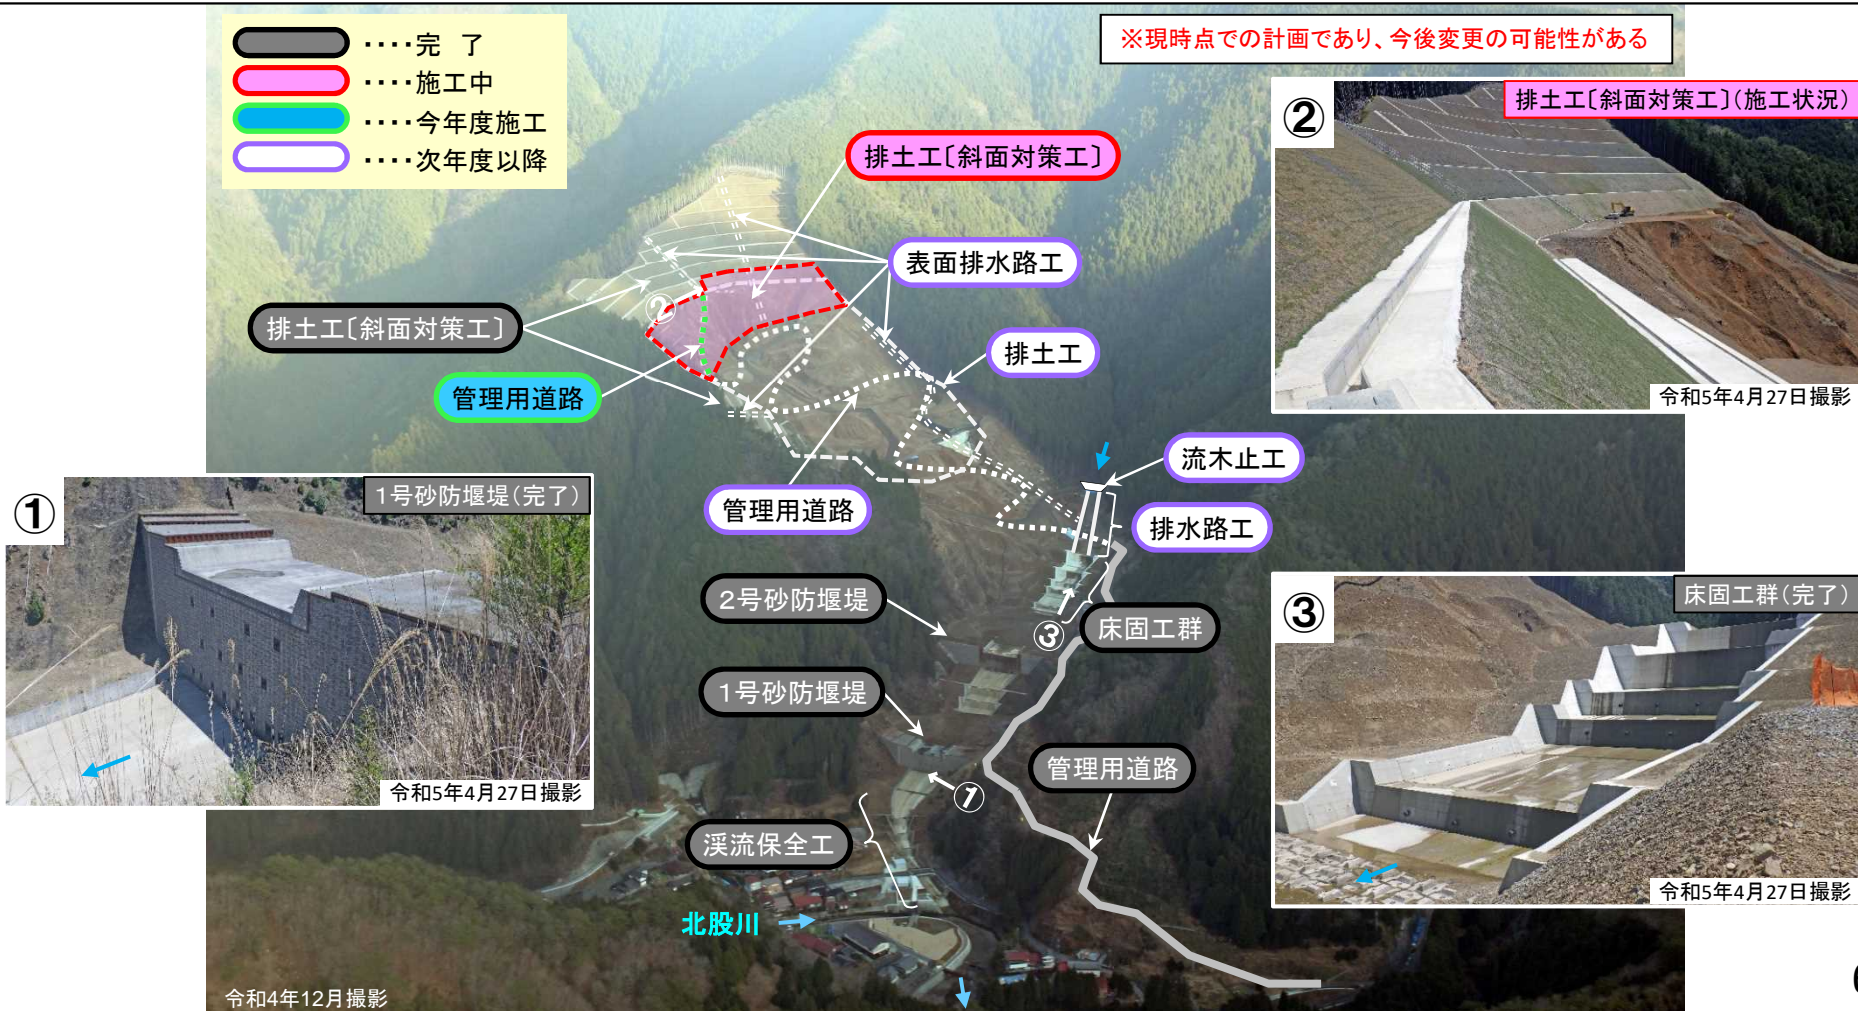 ・・・・完　了
・・・・施工中
・・・・今年度施工
・・・・次年度以降
※現時点での計画であり、今後変更の可能性がある
②
排土工〔斜面対策工〕(施工状況)
令和5年4月27日撮影
排土工〔斜面対策工〕
表面排水路工
②
排土工〔斜面対策工〕
排土工
管理用道路
流木止工
管理用道路
排水路工
①
1号砂防堰堤(完了)
令和5年4月27日撮影
2号砂防堰堤
③
床固工群
③
床固工群(完了)
令和5年4月27日撮影
1号砂防堰堤
管理用道路
①
渓流保全工
北股川
令和4年12月撮影